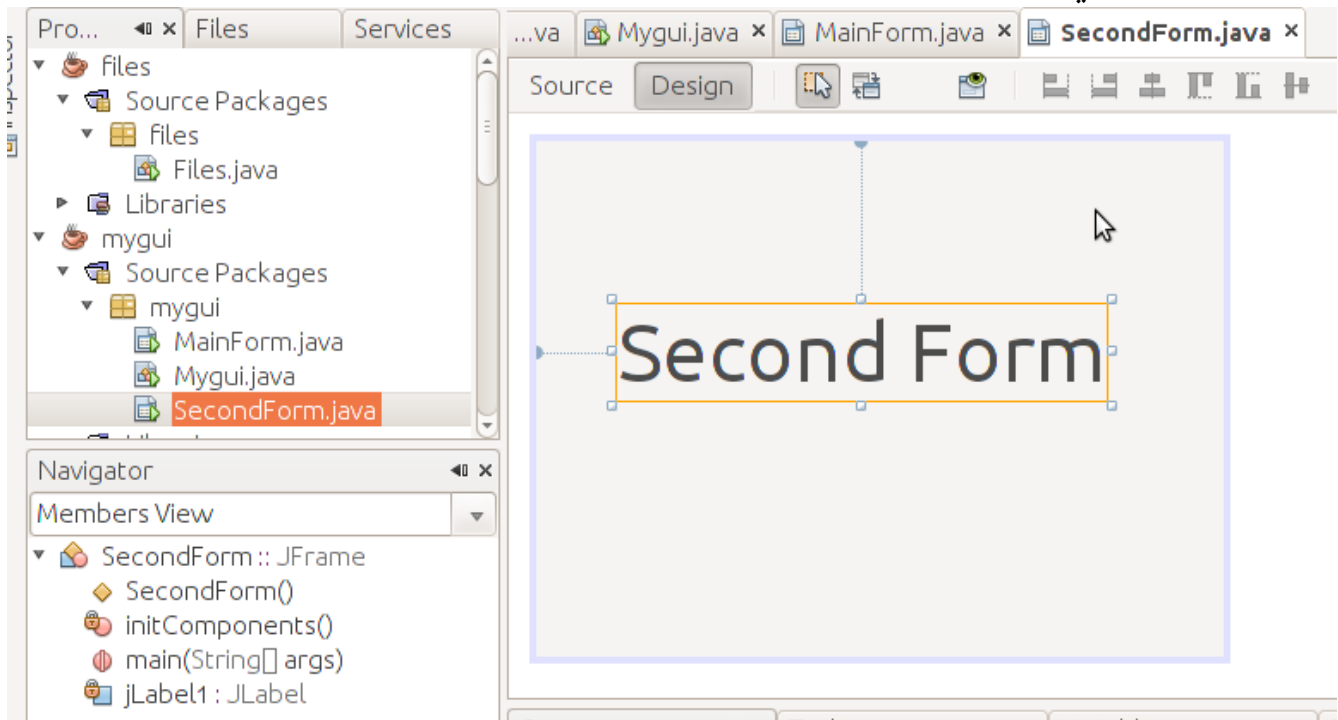 Pro... Files Services
files
Source Packages
files
Files.java
Libraries
mygui
Source Packages
mygui
MainForm.java
Mygui.java
SecondForm.java
Navigator
Members View
SecondForm :: JFrame
SecondForm()
initComponents()
main(String[] args)
jLabel1 : JLabel
...va Mygui.java MainForm.java SecondForm.java
Source Design
Second Form